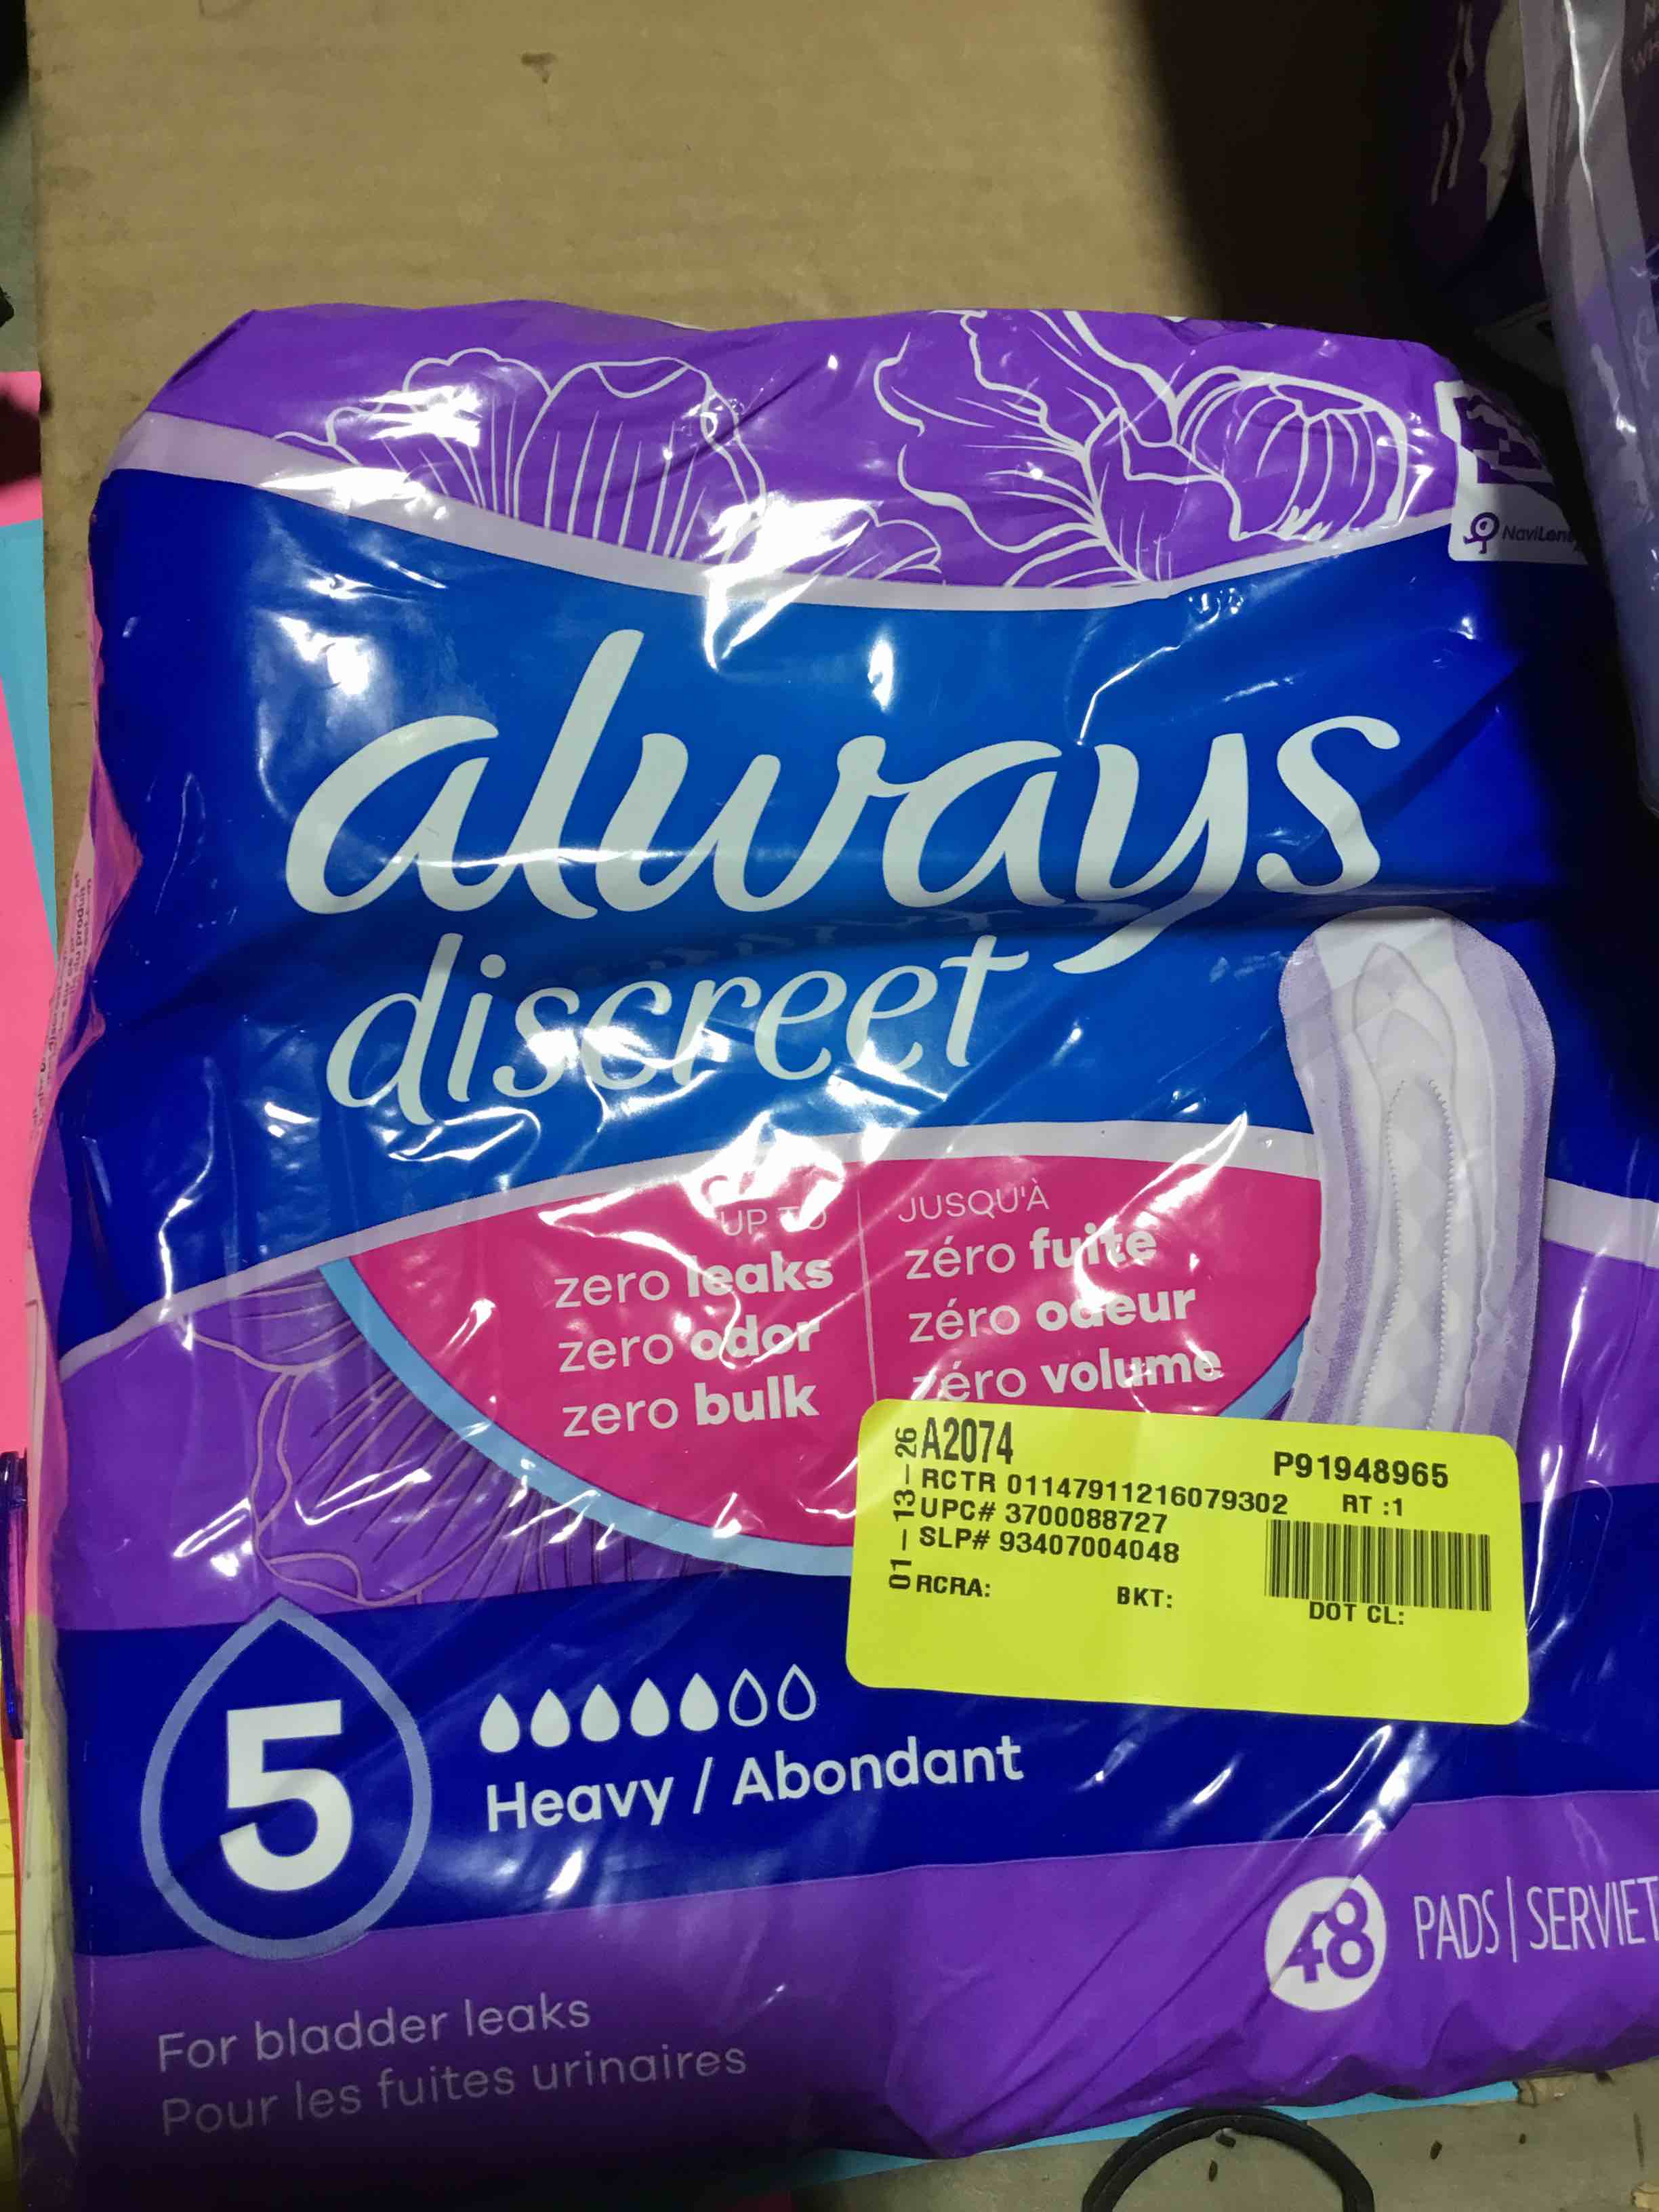 NaviLens
always
discreet
UP TO
zero leaks
zero odor
zero bulk
JUSQU'À
zéro fuite
zéro odeur
zéro volume
01-13-26
A2074
P91948965
RCTR 01147911216079302
RT :1
UPC# 3700088727
SLP# 93407004048
RCRA:
BKT:
DOT CL:
5
Heavy / Abondant
48 PADS | SERVIET
For bladder leaks
Pour les fuites urinaires